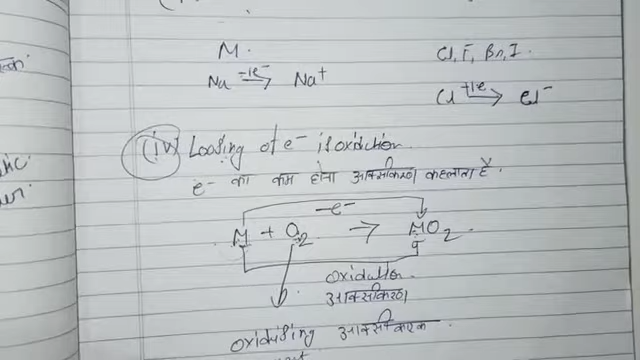 M.
Cl, F, Br, I.
Na -1e⁻→ Na⁺
Cl +1e→ Cl⁻
(iv) Loosing of e⁻ is oxidation.
e⁻ का कम होना आक्सीकरण कहलाता है.
-e⁻
M + O₂ → MO₂.
oxidation.
आक्सीकरण
oxidising आक्सीकारक